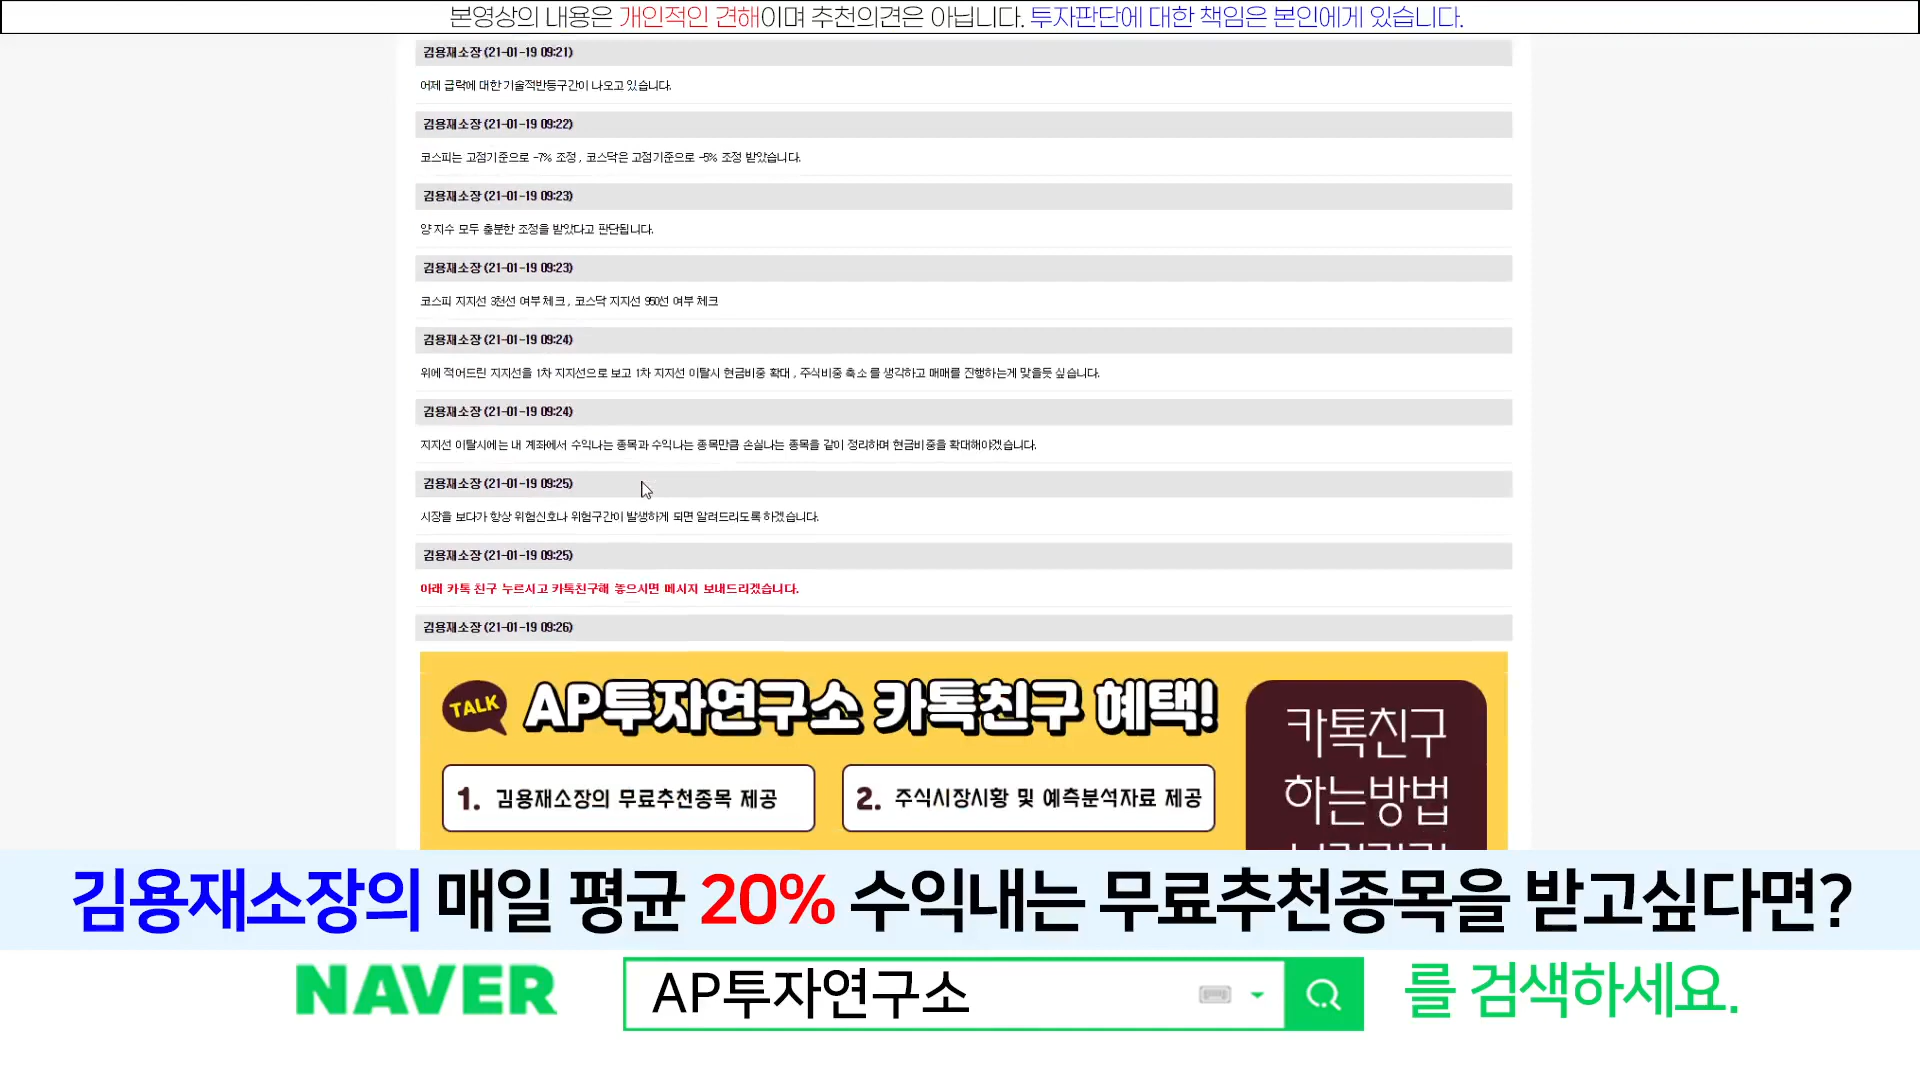 본영상의 내용은 개인적인 견해이며 추천의견은 아닙니다. 투자판단에 대한 책임은 본인에게 있습니다.
김용재소장 (21-01-19 09:21)
어제 급락에 대한 기술적반등구간이 나오고 있습니다.
김용재소장 (21-01-19 09:22)
코스피는 고점기준으로 -7% 조정 , 코스닥은 고점기준으로 -5% 조정 받았습니다.
김용재소장 (21-01-19 09:23)
양 지수 모두 충분한 조정을 받았다고 판단됩니다.
김용재소장 (21-01-19 09:23)
코스피 지지선 3천선 여부 체크 , 코스닥 지지선 950선 여부 체크
김용재소장 (21-01-19 09:24)
위에 적어드린 지지선을 1차 지지선으로 보고 1차 지지선 이탈시 현금비중 확대 , 주식비중 축소 를 생각하고 매매를 진행하는게 맞을듯 싶습니다.
김용재소장 (21-01-19 09:24)
지지선 이탈시에는 내 계좌에서 수익나는 종목과 수익나는 종목만큼 손실나는 종목을 같이 정리하며 현금비중을 확대해야겠습니다.
김용재소장 (21-01-19 09:25)
시장을 보다가 항상 위험신호나 위험구간이 발생하게 되면 알려드리도록 하겠습니다.
김용재소장 (21-01-19 09:25)
아래 카톡 친구 누르시고 카톡친구해 놓으시면 메시지 보내드리겠습니다.
김용재소장 (21-01-19 09:26)
TALK AP투자연구소 카톡친구 혜택!
1. 김용재소장의 무료추천종목 제공
2. 주식시장시황 및 예측분석자료 제공
카톡친구
하는방법
김용재소장의 매일 평균 20% 수익내는 무료추천종목을 받고싶다면?
NAVER AP투자연구소 를 검색하세요.